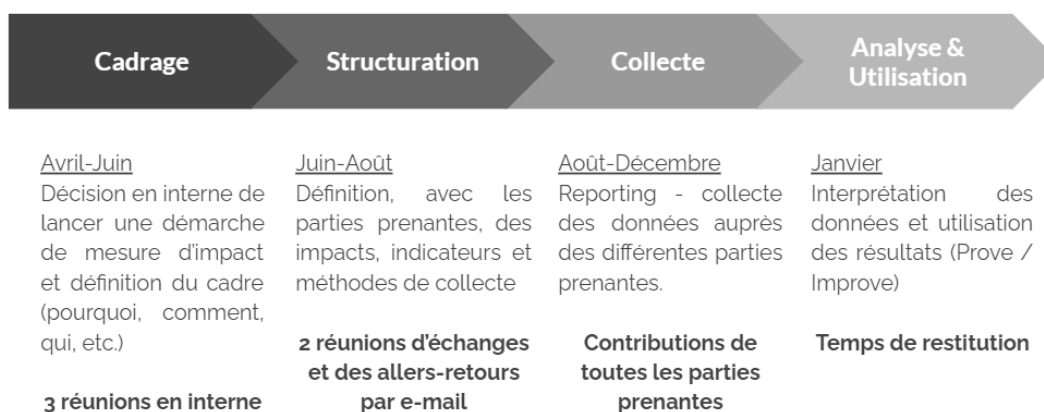 Cadrage
Structuration
Collecte
Analyse &
Utilisation
Avril-Juin
Décision en interne de
lancer une démarche
de mesure d'impact
et définition du cadre
(pourquoi, comment,
qui, etc.)
3 réunions en interne
Juin-Août
Définition, avec les
parties prenantes, des
impacts, indicateurs et
méthodes de collecte
2 réunions d'échanges
et des allers-retours
par e-mail
Août-Décembre
Reporting - collecte
des données auprès
des différentes parties
prenantes.
Contributions de
toutes les parties
prenantes
Janvier
Interprétation des
données et utilisation
des résultats (Prove /
Improve)
Temps de restitution